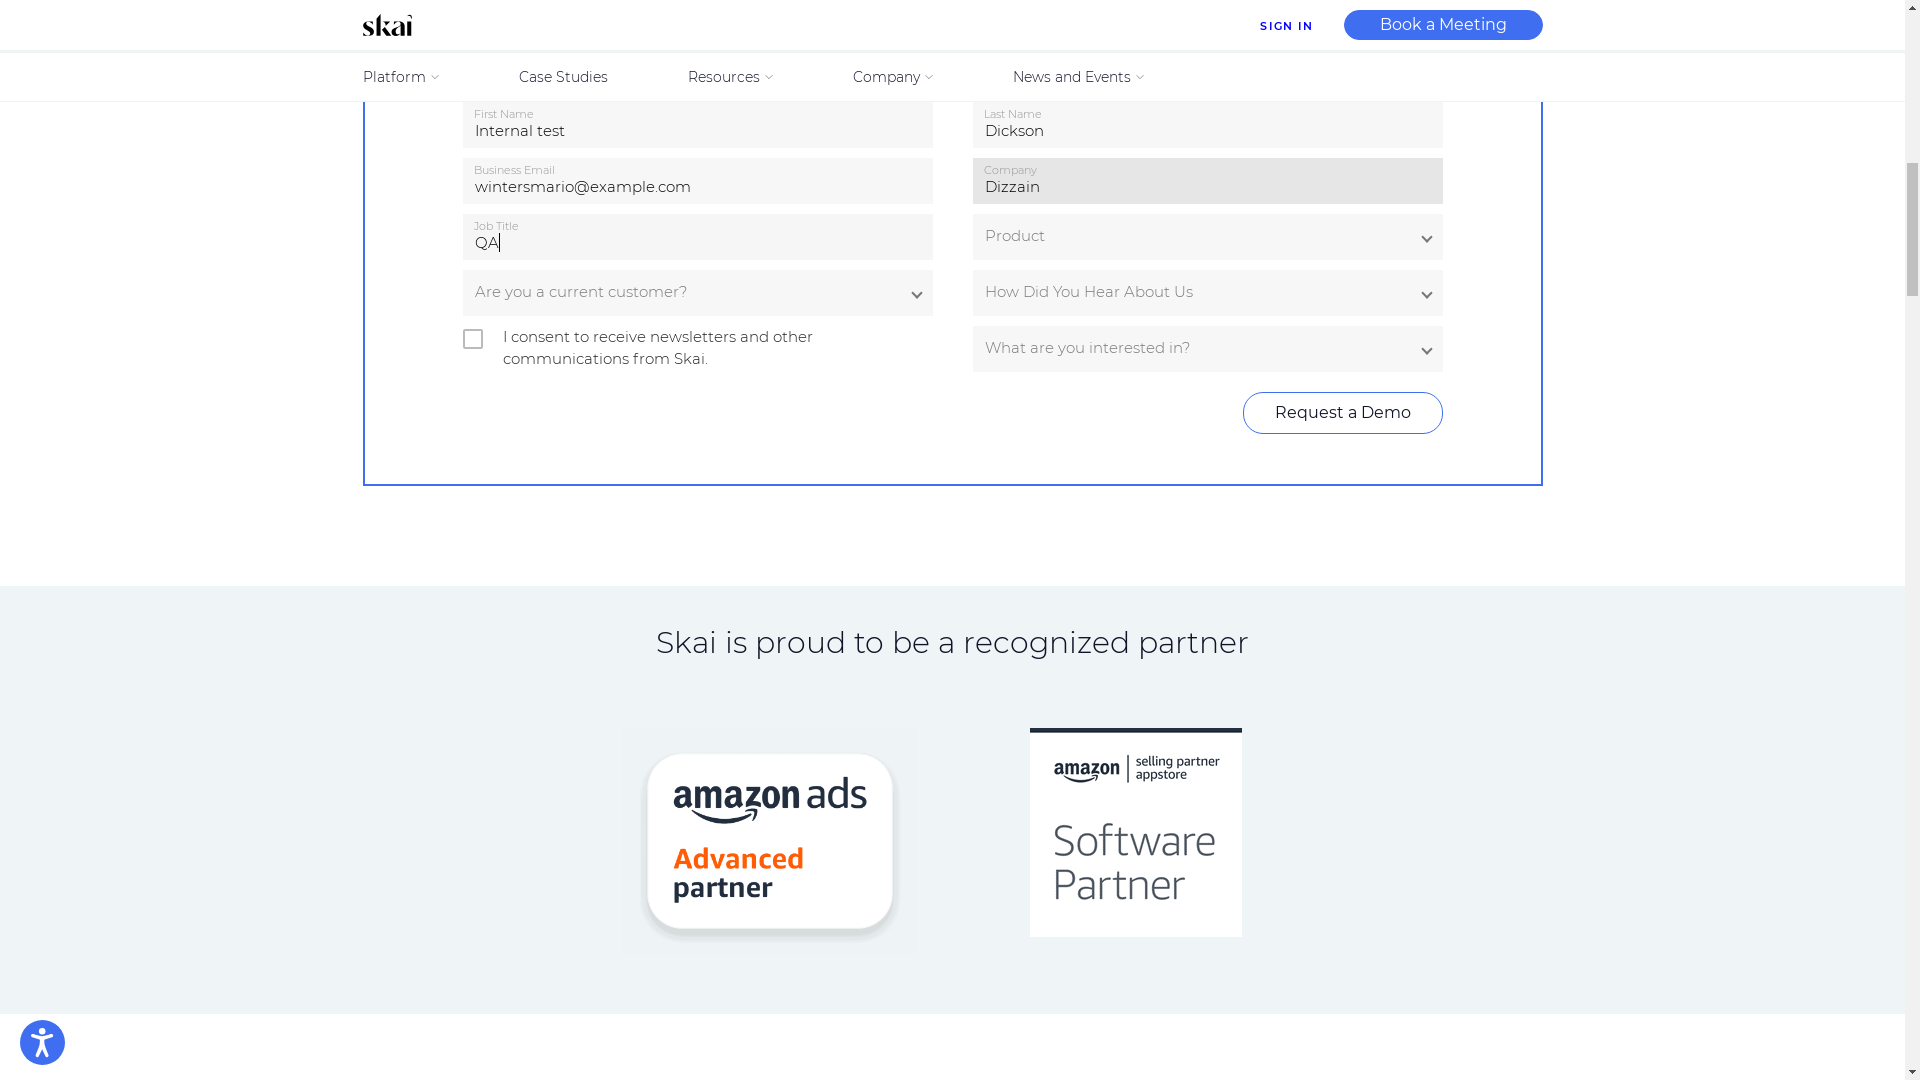 skai
SIGN IN
Book a Meeting
Platform
Case Studies
Resources
Company
News and Events
First Name
Internal test
Last Name
Dickson
Business Email
wintersmario@example.com
Company
Dizzain
Job Title
QA
Product
Are you a current customer?
How Did You Hear About Us
I consent to receive newsletters and other
communications from Skai.
What are you interested in?
Request a Demo
Skai is proud to be a recognized partner
amazon ads
Advanced
partner
amazon
selling partner
appstore
Software
Partner